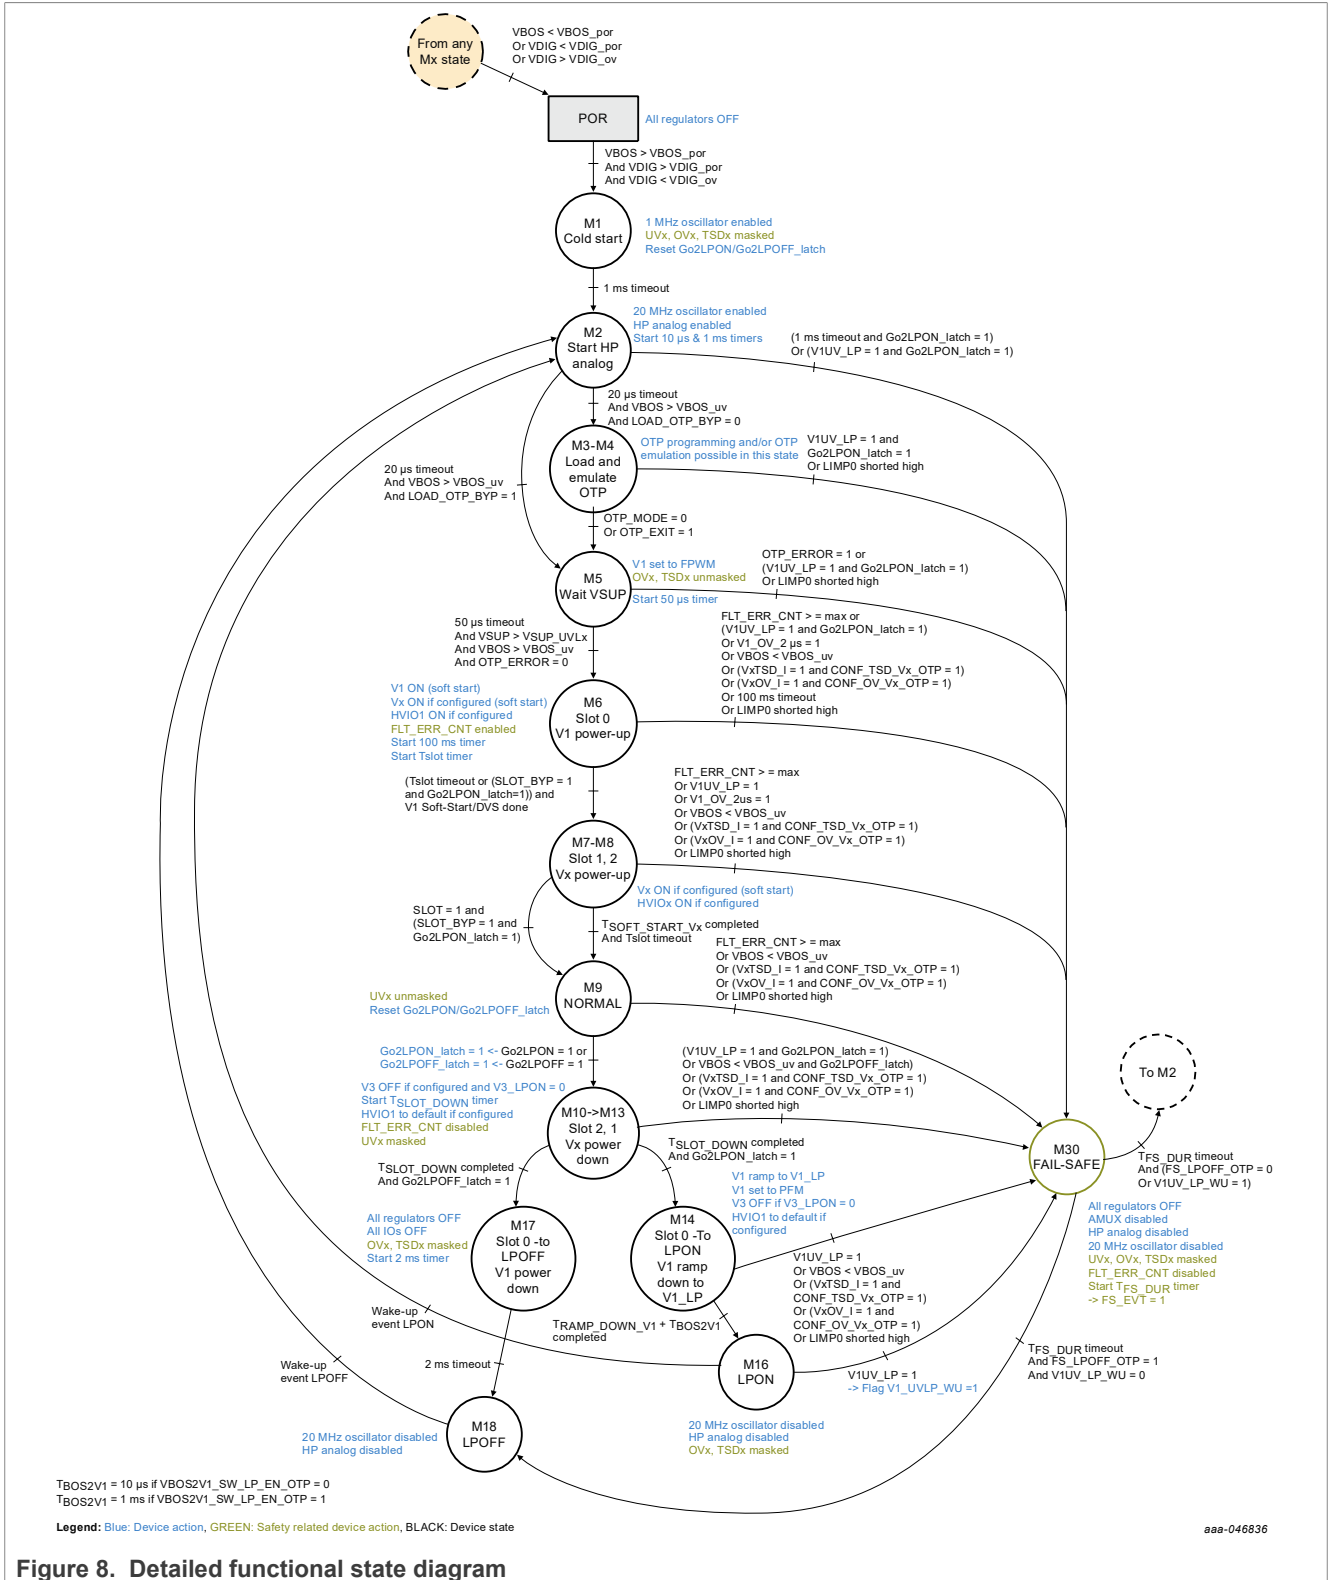 From any
Mx state
VBOS < VBOS_por
Or VDIG < VDIG_por
Or VDIG > VDIG_ov
POR
All regulators OFF
VBOS > VBOS_por
And VDIG > VDIG_por
And VDIG < VDIG_ov
M1
Cold start
1 MHz oscillator enabled
UVx, OVx, TSDx masked
Reset Go2LPON/Go2LPOFF_latch
1 ms timeout
M2
Start HP
analog
20 MHz oscillator enabled
HP analog enabled
Start 10 µs & 1 ms timers
(1 ms timeout and Go2LPON_latch = 1)
Or (V1UV_LP = 1 and Go2LPON_latch = 1)
20 µs timeout
And VBOS > VBOS_uv
And LOAD_OTP_BYP = 0
M3-M4
Load and
emulate
OTP
OTP programming and/or OTP
emulation possible in this state
V1UV_LP = 1 and
Go2LPON_latch = 1
Or LIMP0 shorted high
20 µs timeout
And VBOS > VBOS_uv
And LOAD_OTP_BYP = 1
OTP_MODE = 0
Or OTP_EXIT = 1
M5
Wait VSUP
V1 set to FPWM
OVx, TSDx unmasked
Start 50 µs timer
OTP_ERROR = 1 or
(V1UV_LP = 1 and Go2LPON_latch = 1)
Or LIMP0 shorted high
50 µs timeout
And VSUP > VSUP_UVLx
And VBOS > VBOS_uv
And OTP_ERROR = 0
FLT_ERR_CNT > = max or
(V1UV_LP = 1 and Go2LPON_latch = 1)
Or V1_OV_2 µs = 1
Or VBOS < VBOS_uv
Or (VxTSD_I = 1 and CONF_TSD_Vx_OTP = 1)
Or (VxOV_I = 1 and CONF_OV_Vx_OTP = 1)
Or 100 ms timeout
Or LIMP0 shorted high
V1 ON (soft start)
Vx ON if configured (soft start)
HVIO1 ON if configured
FLT_ERR_CNT enabled
Start 100 ms timer
Start Tslot timer
M6
Slot 0
V1 power-up
(Tslot timeout or (SLOT_BYP = 1
and Go2LPON_latch=1)) and
V1 Soft-Start/DVS done
FLT_ERR_CNT > = max
Or V1UV_LP = 1
Or V1_OV_2us = 1
Or VBOS < VBOS_uv
Or (VxTSD_I = 1 and CONF_TSD_Vx_OTP = 1)
Or (VxOV_I = 1 and CONF_OV_Vx_OTP = 1)
Or LIMP0 shorted high
M7-M8
Slot 1, 2
Vx power-up
Vx ON if configured (soft start)
HVIOx ON if configured
SLOT = 1 and
(SLOT_BYP = 1 and
Go2LPON_latch = 1)
TSOFT_START_Vx completed
And Tslot timeout
FLT_ERR_CNT > = max
Or VBOS < VBOS_uv
Or (VxTSD_I = 1 and CONF_TSD_Vx_OTP = 1)
Or (VxOV_I = 1 and CONF_OV_Vx_OTP = 1)
Or LIMP0 shorted high
M9
NORMAL
UVx unmasked
Reset Go2LPON/Go2LPOFF_latch
Go2LPON_latch = 1 <- Go2LPON = 1 or
Go2LPOFF_latch = 1 <- Go2LPOFF = 1
(V1UV_LP = 1 and Go2LPON_latch = 1)
Or VBOS < VBOS_uv and Go2LPOFF_latch)
Or (VxTSD_I = 1 and CONF_TSD_Vx_OTP = 1)
Or (VxOV_I = 1 and CONF_OV_Vx_OTP = 1)
Or LIMP0 shorted high
To M2
V3 OFF if configured and V3_LPON = 0
Start TSLOT_DOWN timer
HVIO1 to default if configured
FLT_ERR_CNT disabled
UVx masked
M10->M13
Slot 2, 1
Vx power
down
M30
FAIL-SAFE
TFS_DUR timeout
And (FS_LPOFF_OTP = 0
Or V1UV_LP_WU = 1)
TSLOT_DOWN completed
And Go2LPOFF_latch = 1
TSLOT_DOWN completed
And Go2LPON_latch = 1
V1 ramp to V1_LP
V1 set to PFM
V3 OFF if V3_LPON = 0
HVIO1 to default if
configured
All regulators OFF
AMUX disabled
HP analog disabled
20 MHz oscillator disabled
UVx, OVx, TSDx masked
FLT_ERR_CNT disabled
Start TFS_DUR timer
-> FS_EVT = 1
All regulators OFF
All IOs OFF
OVx, TSDx masked
Start 2 ms timer
M17
Slot 0 -to
LPOFF
V1 power
down
M14
Slot 0 -To
LPON
V1 ramp
down to
V1_LP
V1UV_LP = 1
Or VBOS < VBOS_uv
Or (VxTSD_I = 1 and
CONF_TSD_Vx_OTP = 1)
Or (VxOV_I = 1 and
CONF_OV_Vx_OTP = 1)
Or LIMP0 shorted high
Wake-up
event LPON
TRAMP_DOWN_V1 + TBOS2V1
completed
TFS_DUR timeout
And FS_LPOFF_OTP = 1
And V1UV_LP_WU = 0
Wake-up
event LPOFF
2 ms timeout
M16
LPON
V1UV_LP = 1
-> Flag V1_UVLP_WU =1
20 MHz oscillator disabled
HP analog disabled
OVx, TSDx masked
M18
LPOFF
20 MHz oscillator disabled
HP analog disabled
TBOS2V1 = 10 µs if VBOS2V1_SW_LP_EN_OTP = 0
TBOS2V1 = 1 ms if VBOS2V1_SW_LP_EN_OTP = 1
Legend: Blue: Device action, GREEN: Safety related device action, BLACK: Device state
aaa-046836
Figure 8. Detailed functional state diagram